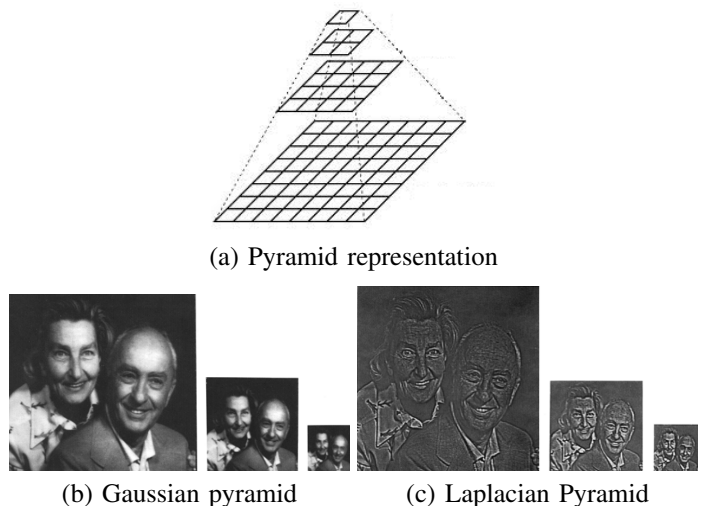 (a) Pyramid representation
(b) Gaussian pyramid
(c) Laplacian Pyramid